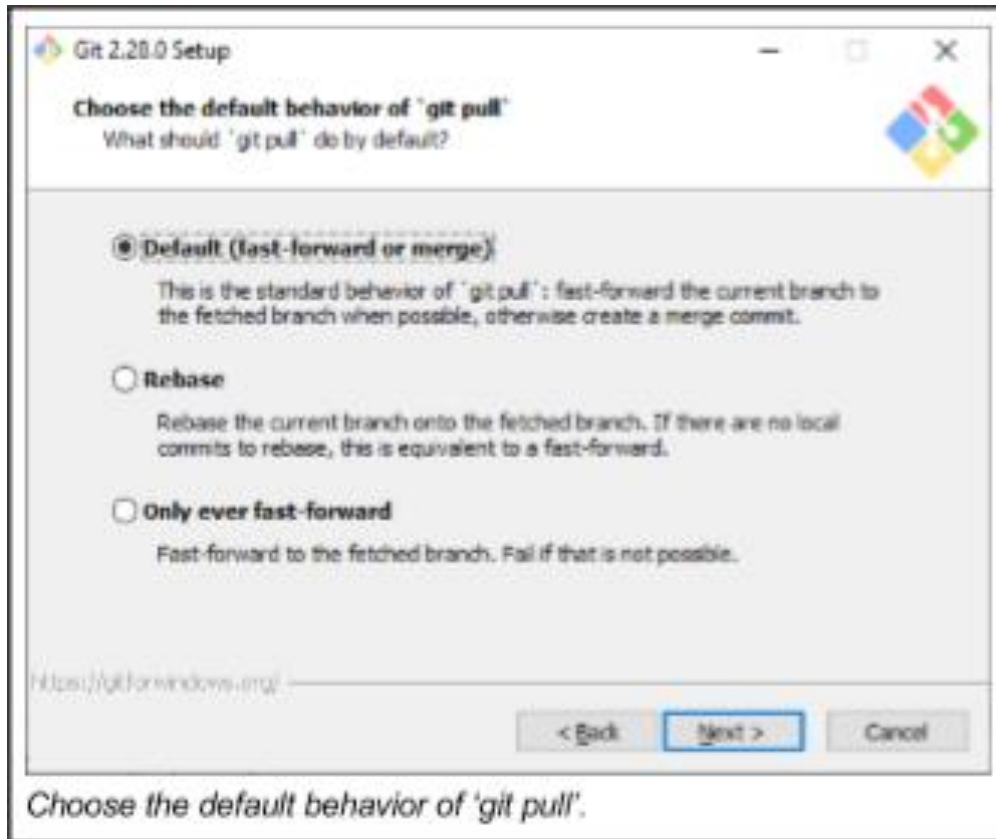 Git 2.28.0 Setup
Choose the default behavior of `git pull`
What should `git pull` do by default?
Default (fast-forward or merge)
This is the standard behavior of `git pull`: fast-forward the current branch to
the fetched branch when possible, otherwise create a merge commit.
Rebase
Rebase the current branch onto the fetched branch. If there are no local
commits to rebase, this is equivalent to a fast-forward.
Only ever fast-forward
Fast-forward to the fetched branch. Fail if that is not possible.
https://gitforwindows.org/
< Back
Next >
Cancel
Choose the default behavior of 'git pull'.